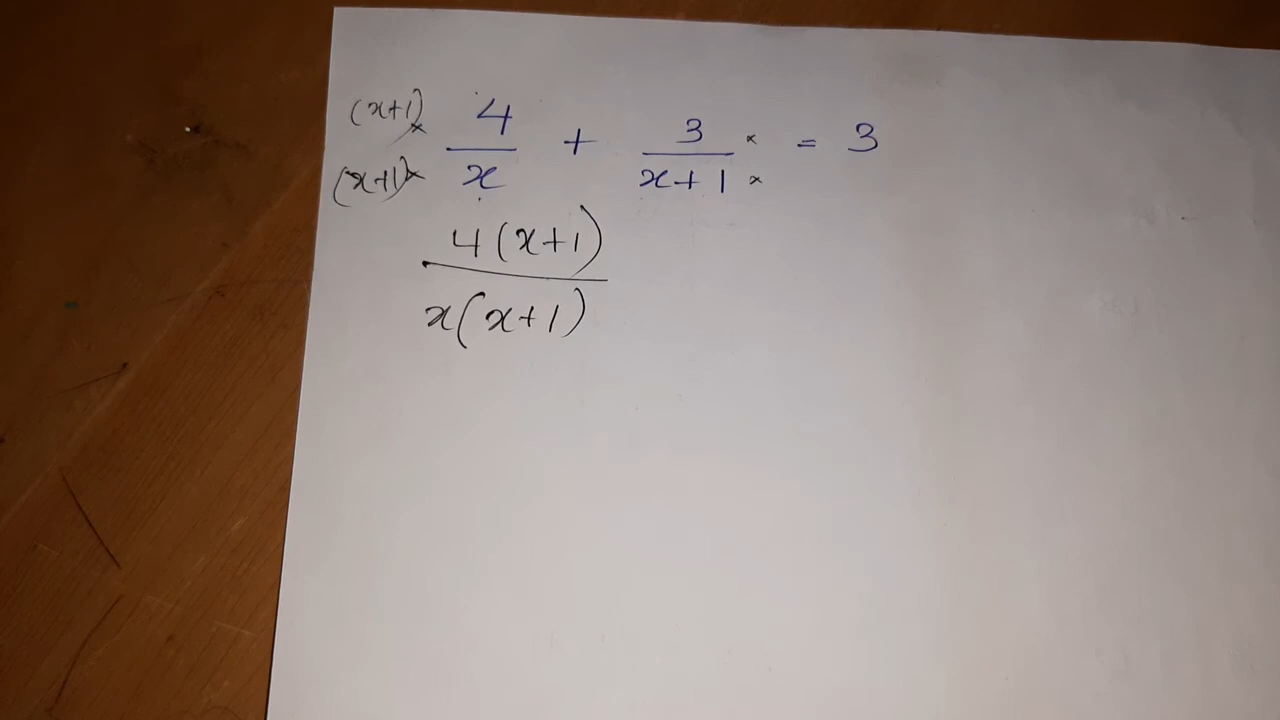 (x+1)× 4 / x (x+1)× + 3 × / x+1 × = 3
4(x+1)
x(x+1)